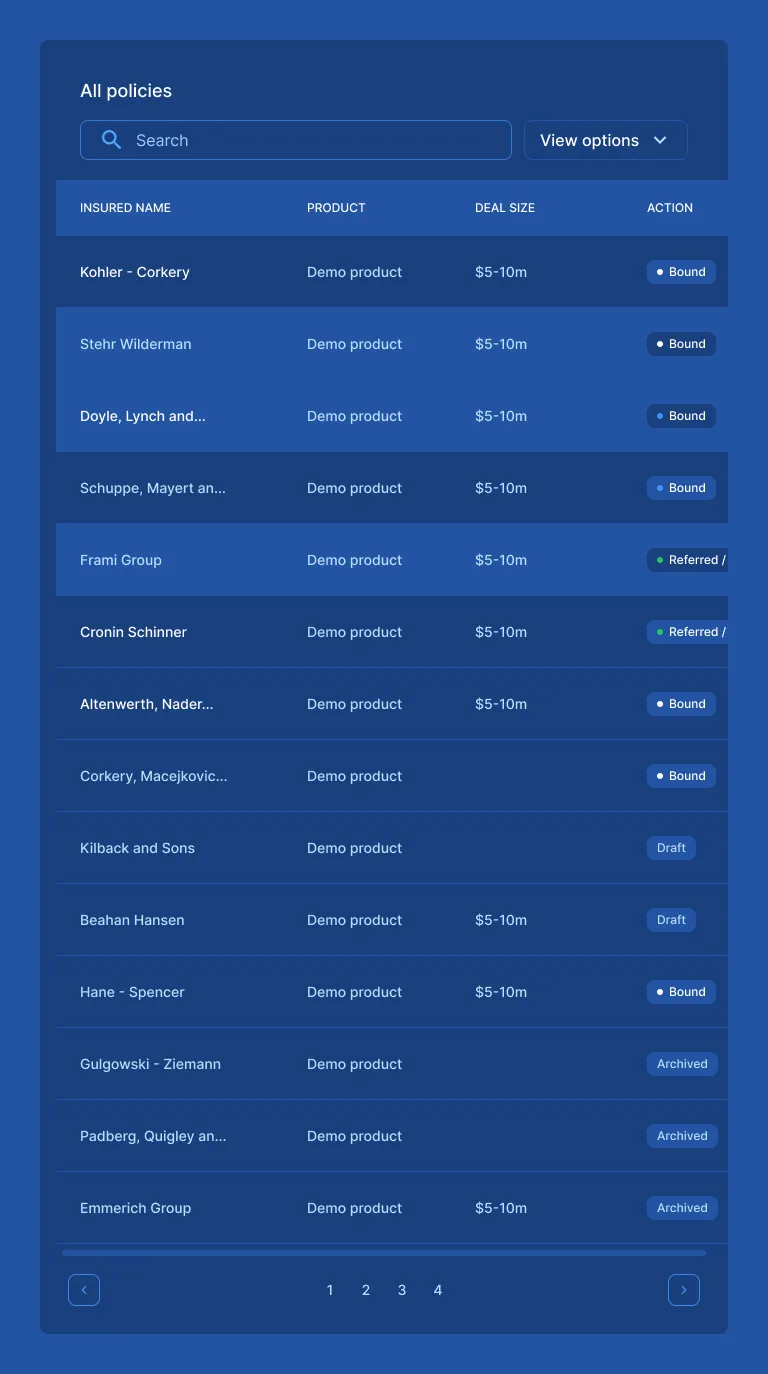 All policies
Search View options
INSURED NAME PRODUCT DEAL SIZE ACTION
Kohler - Corkery Demo product $5-10m Bound
Stehr Wilderman Demo product $5-10m Bound
Doyle, Lynch and... Demo product $5-10m Bound
Schuppe, Mayert an... Demo product $5-10m Bound
Frami Group Demo product $5-10m Referred /
Cronin Schinner Demo product $5-10m Referred /
Altenwerth, Nader... Demo product $5-10m Bound
Corkery, Macejkovic... Demo product Bound
Kilback and Sons Demo product Draft
Beahan Hansen Demo product $5-10m Draft
Hane - Spencer Demo product $5-10m Bound
Gulgowski - Ziemann Demo product Archived
Padberg, Quigley an... Demo product Archived
Emmerich Group Demo product $5-10m Archived
1 2 3 4